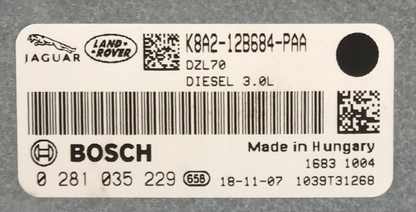 K8A2-12B684-PAA
JAGUAR LAND ROVER
DZL70
DIESEL 3.0L
BOSCH
Made in Hungary
1683 1004
0 281 035 229 658 18-11-07 1039T31268